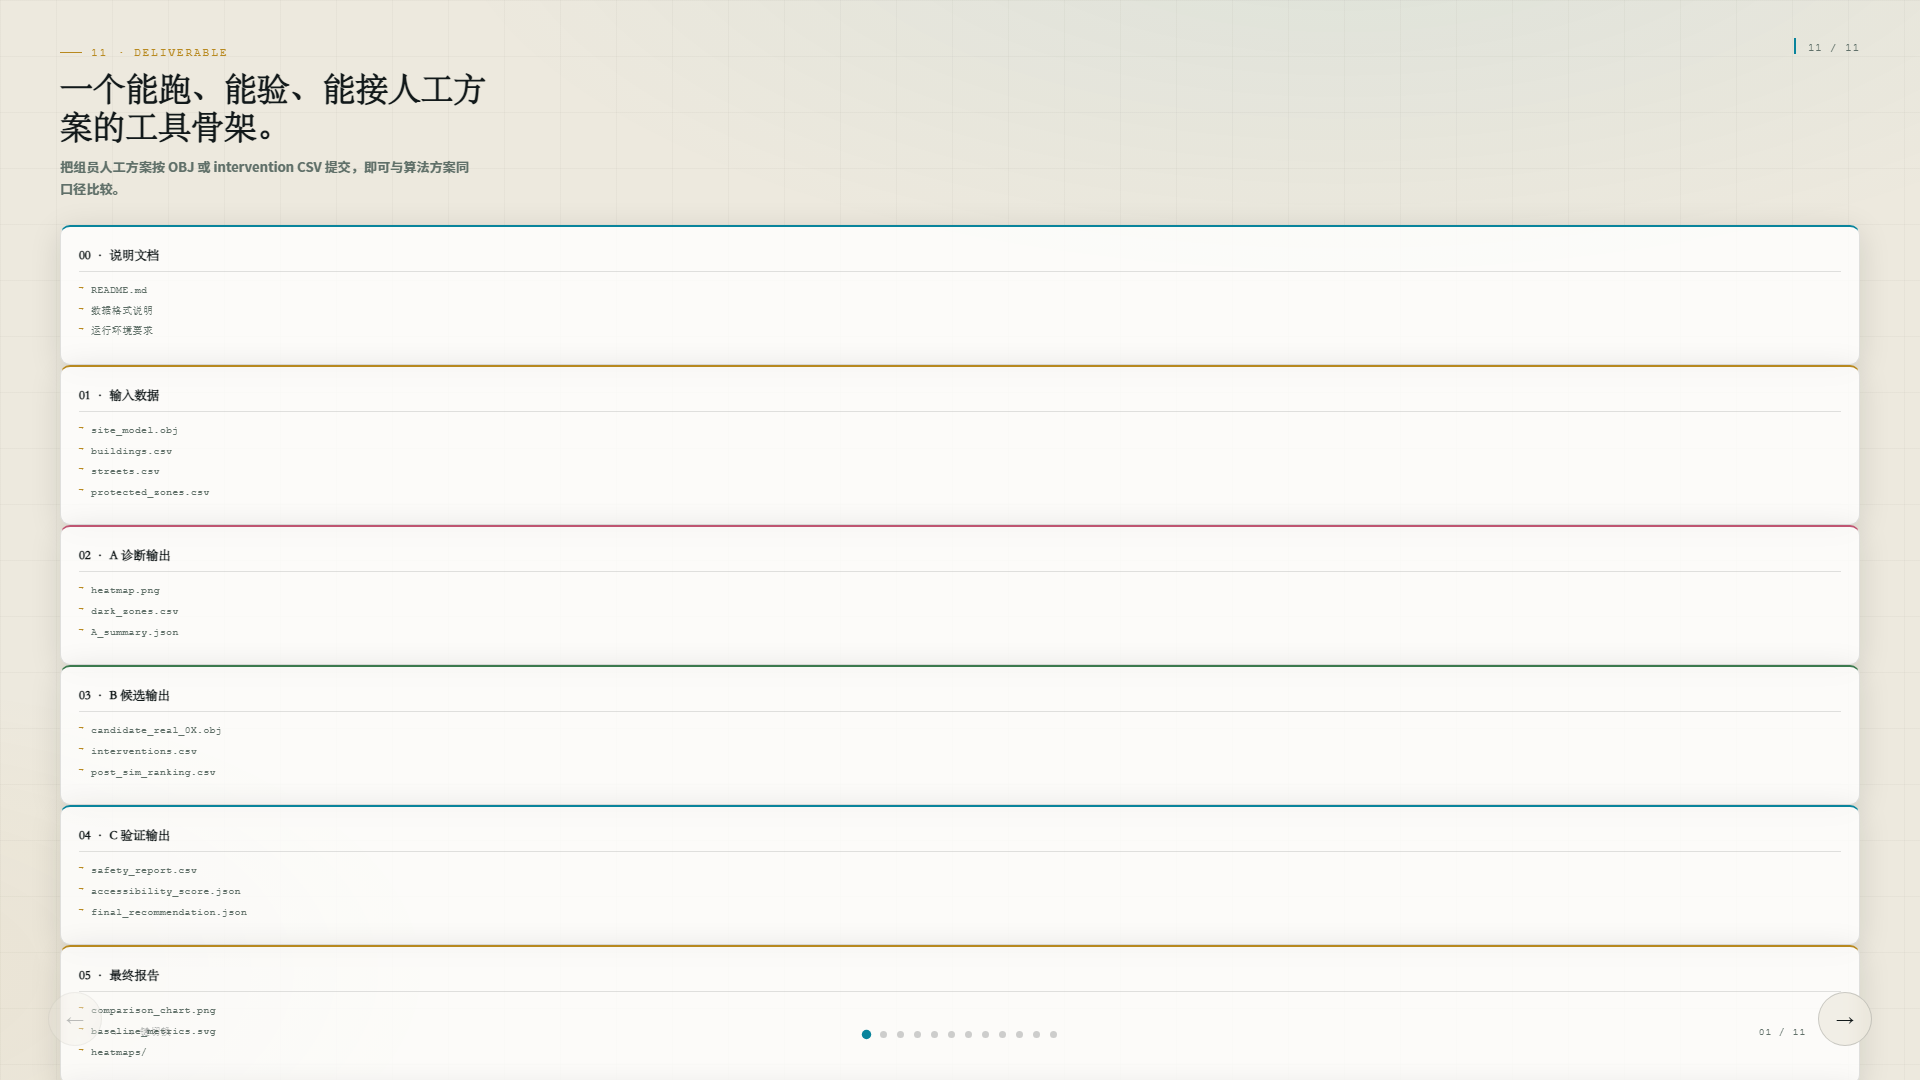 11 · DELIVERABLE
11 / 11
一个能跑、能验、能接人工方
案的工具骨架。
把组员人工方案按 OBJ 或 intervention CSV 提交，即可与算法方案同
口径比较。
00 · 说明文档
README.md
数据格式说明
运行环境要求
01 · 输入数据
site_model.obj
buildings.csv
streets.csv
protected_zones.csv
02 · A 诊断输出
heatmap.png
dark_zones.csv
A_summary.json
03 · B 候选输出
candidate_real_0X.obj
interventions.csv
post_sim_ranking.csv
04 · C 验证输出
safety_report.csv
accessibility_score.json
final_recommendation.json
05 · 最终报告
comparison_chart.png
←
baseline_metrics.svg
01 / 11
→
heatmaps/